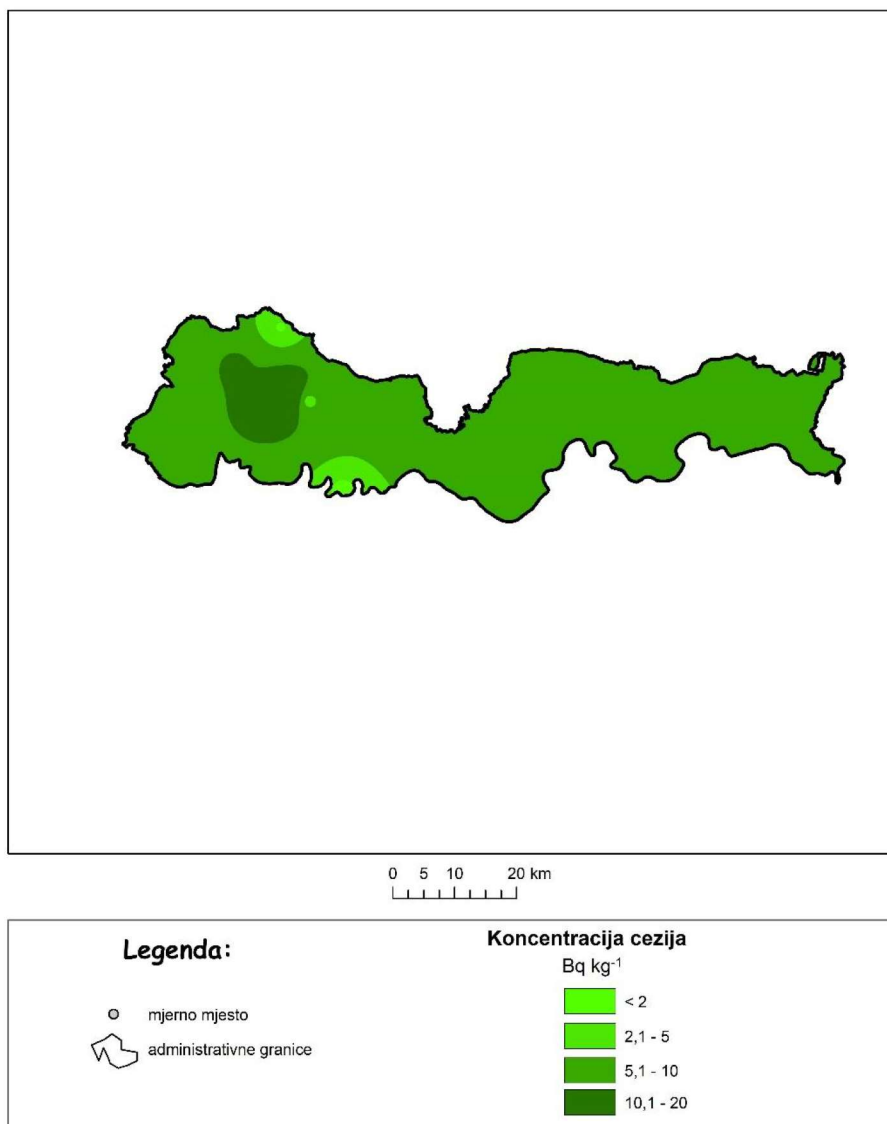 0 5 10 20 km
Legenda:
mjerno mjesto
administrativne granice
Koncentracija cezija
Bq kg⁻¹
< 2
2,1 - 5
5,1 - 10
10,1 - 20